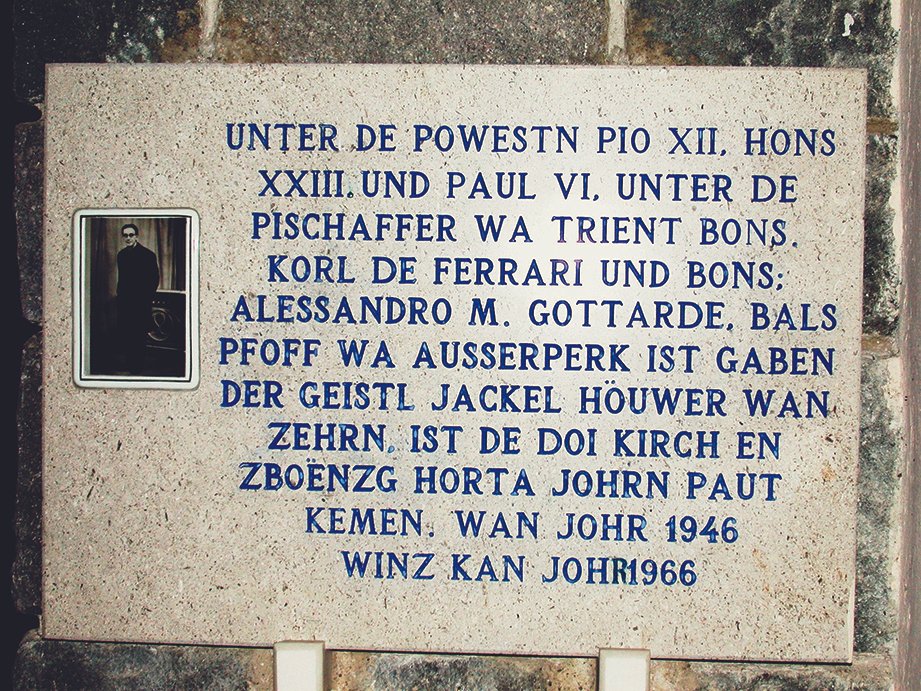 UNTER DE POWESTN PIO XII. HONS
XXIII. UND PAUL VI. UNTER DE
PISCHAFFER WA TRIENT BONS.
KORL DE FERRARI UND BONS;
ALESSANDRO M. GOTTARDE. BALS
PFOFF WA AUSSERPERK IST GABEN
DER GEISTL JACKEL HÖUWER WAN
ZEHRN. IST DE DOI KIRCH EN
ZBOËNZG HORTA JOHRN PAUT
KEMEN. WAN JOHR 1946
WINZ KAN JOHR1966